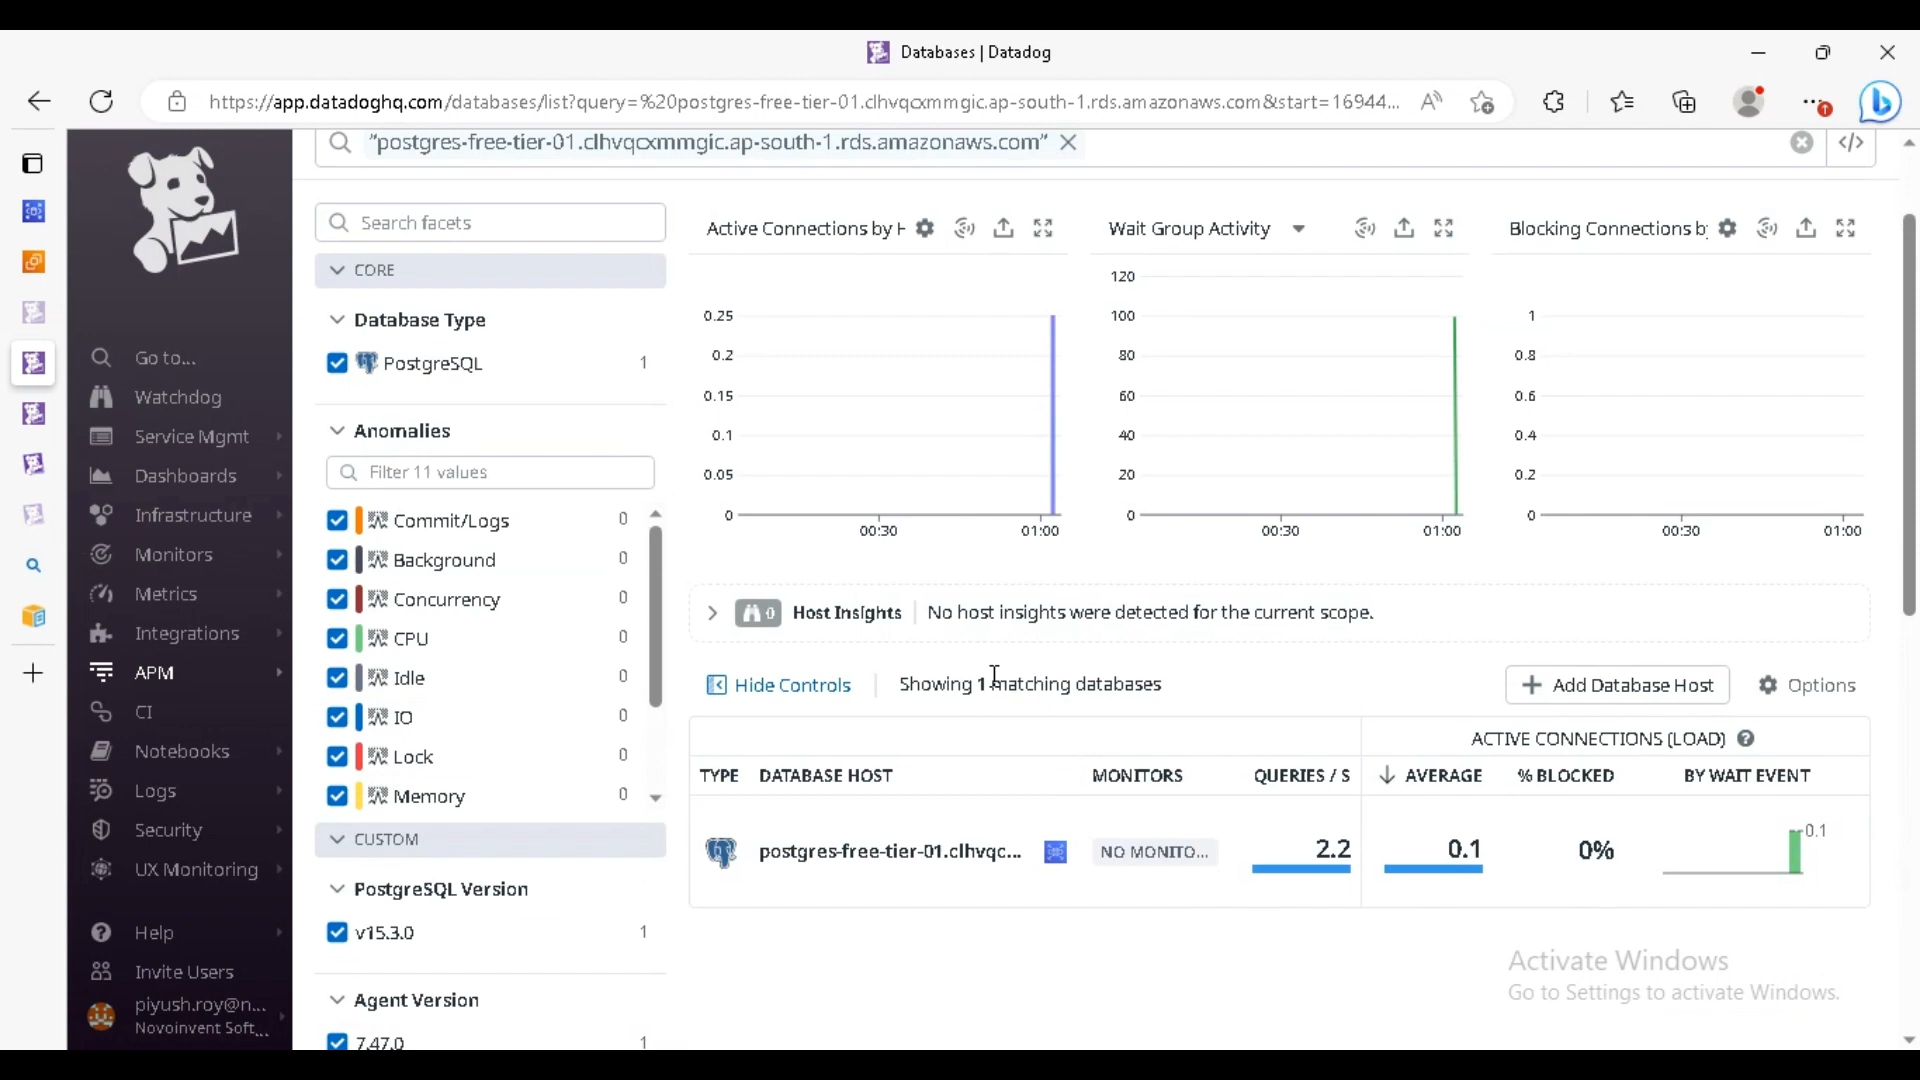 Databases | Datadog
https://app.datadoghq.com/databases/list?query=%20postgres-free-tier-01.clhvqcxmmgic.ap-south-1.rds.amazonaws.com&start=16944...
"postgres-free-tier-01.clhvqcxmmgic.ap-south-1.rds.amazonaws.com"
Go to...
Watchdog
Service Mgmt
Dashboards
Infrastructure
Monitors
Metrics
Integrations
APM
CI
Notebooks
Logs
Security
UX Monitoring
Help
Invite Users
piyush.roy@n...
Novoinvent Soft...
Search facets
CORE
Database Type
PostgreSQL 1
Anomalies
Filter 11 values
Commit/Logs 0
Background 0
Concurrency 0
CPU 0
Idle 0
IO 0
Lock 0
Memory 0
CUSTOM
PostgreSQL Version
v15.3.0 1
Agent Version
7.47.0 1
Active Connections by H
0.25
0.2
0.15
0.1
0.05
0
00:30 01:00
Wait Group Activity
120
100
80
60
40
20
0
00:30 01:00
Blocking Connections by
1
0.8
0.6
0.4
0.2
0
00:30 01:00
0 Host Insights No host insights were detected for the current scope.
Hide Controls Showing 1 matching databases + Add Database Host Options
ACTIVE CONNECTIONS (LOAD)
TYPE DATABASE HOST MONITORS QUERIES / S AVERAGE % BLOCKED BY WAIT EVENT
postgres-free-tier-01.clhvqc... NO MONITO... 2.2 0.1 0% 0.1
Activate Windows
Go to Settings to activate Windows.